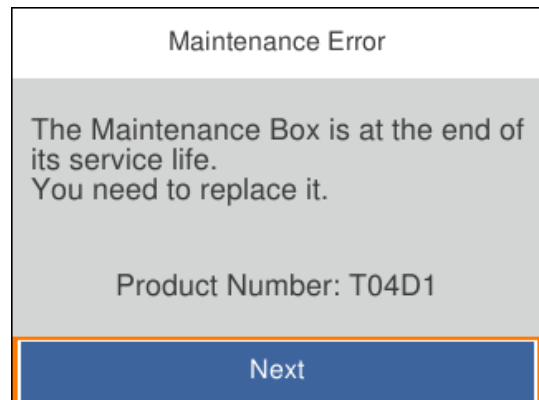 Maintenance Error
The Maintenance Box is at the end of
its service life.
You need to replace it.
Product Number: T04D1
Next